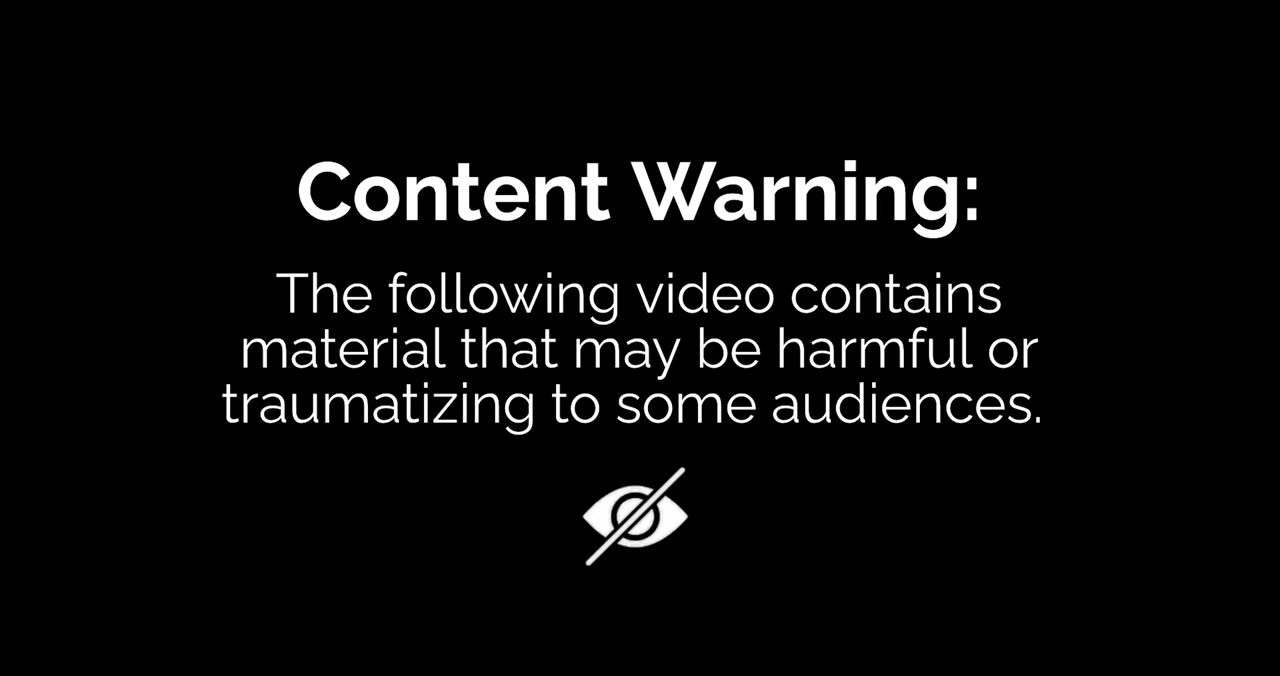 Content Warning:
The following video contains
material that may be harmful or
traumatizing to some audiences.